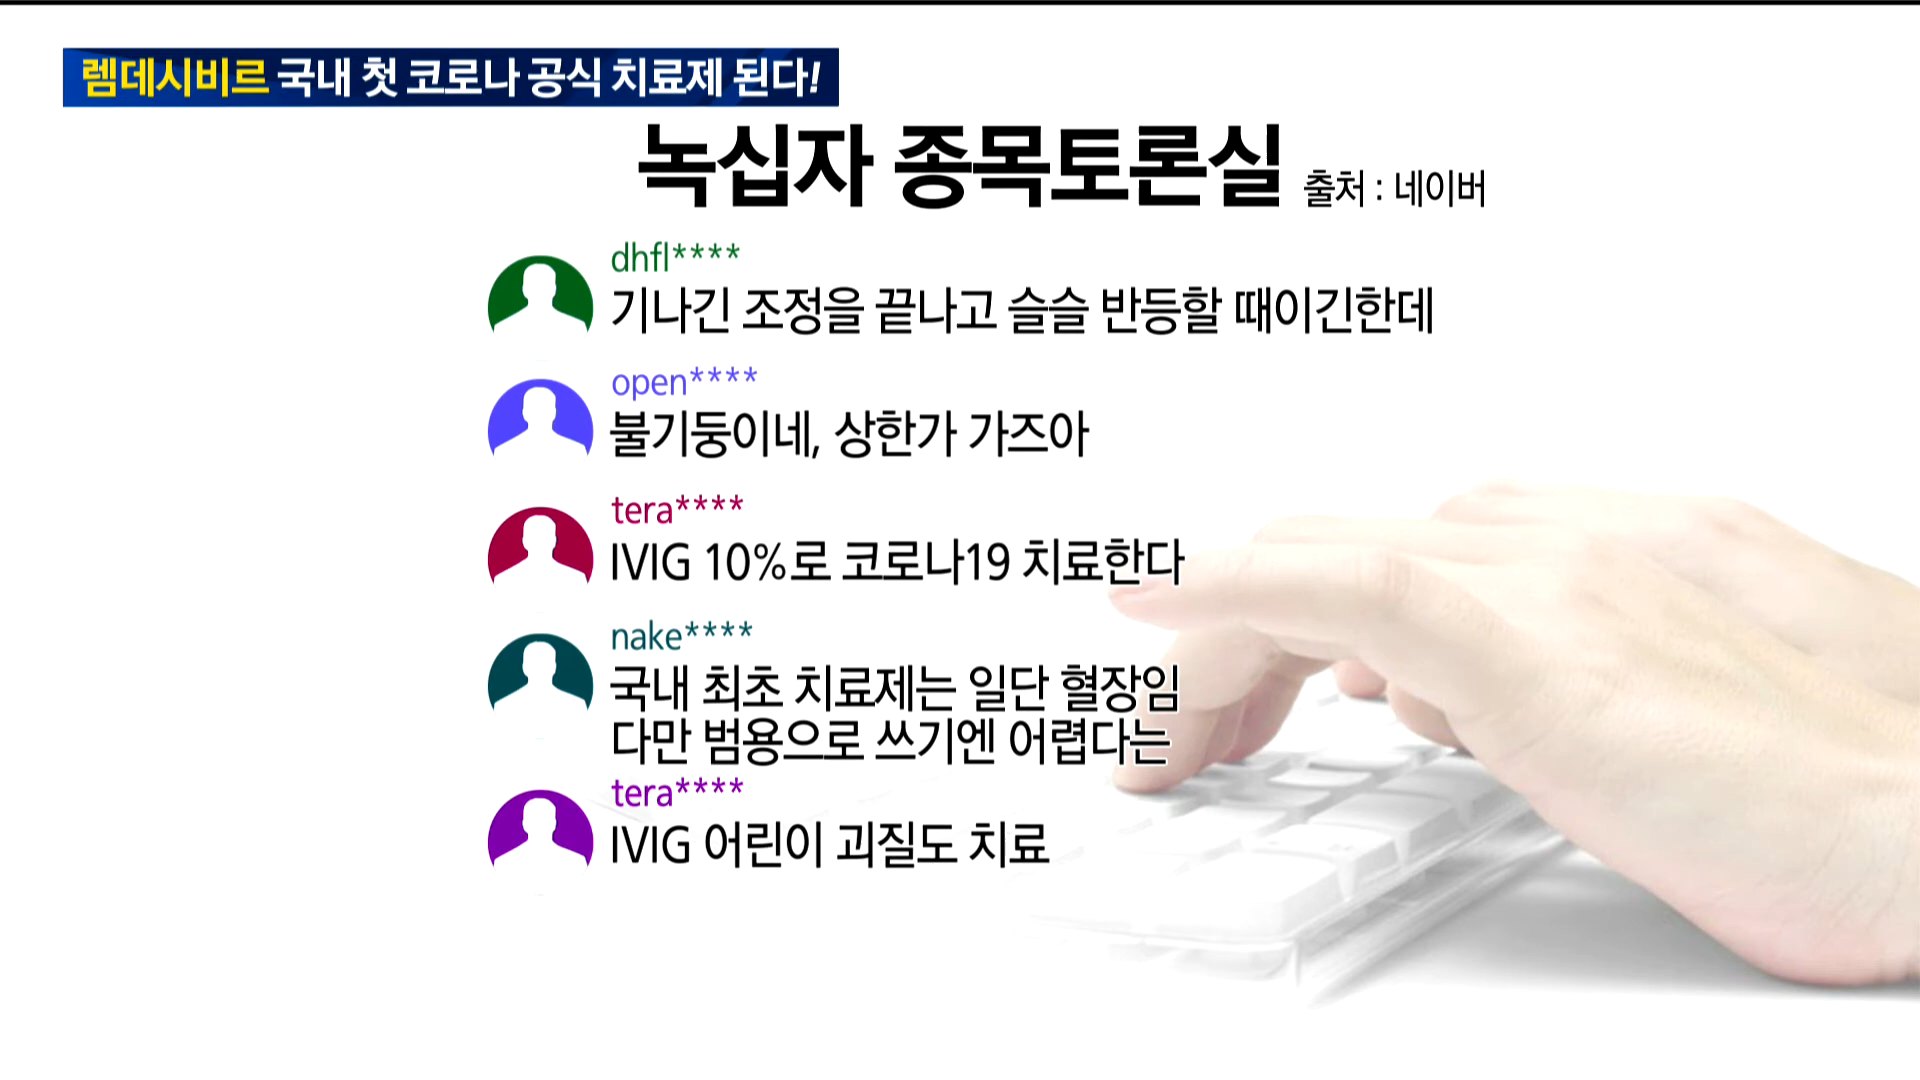 렘데시비르 국내 첫 코로나 공식 치료제 된다!
녹십자 종목토론실 출처 : 네이버
dhfl****
기나긴 조정을 끝나고 슬슬 반등할 때이긴한데
open****
불기둥이네, 상한가 가즈아
tera****
IVIG 10%로 코로나19 치료한다
nake****
국내 최초 치료제는 일단 혈장임
다만 범용으로 쓰기엔 어렵다는
tera****
IVIG 어린이 괴질도 치료